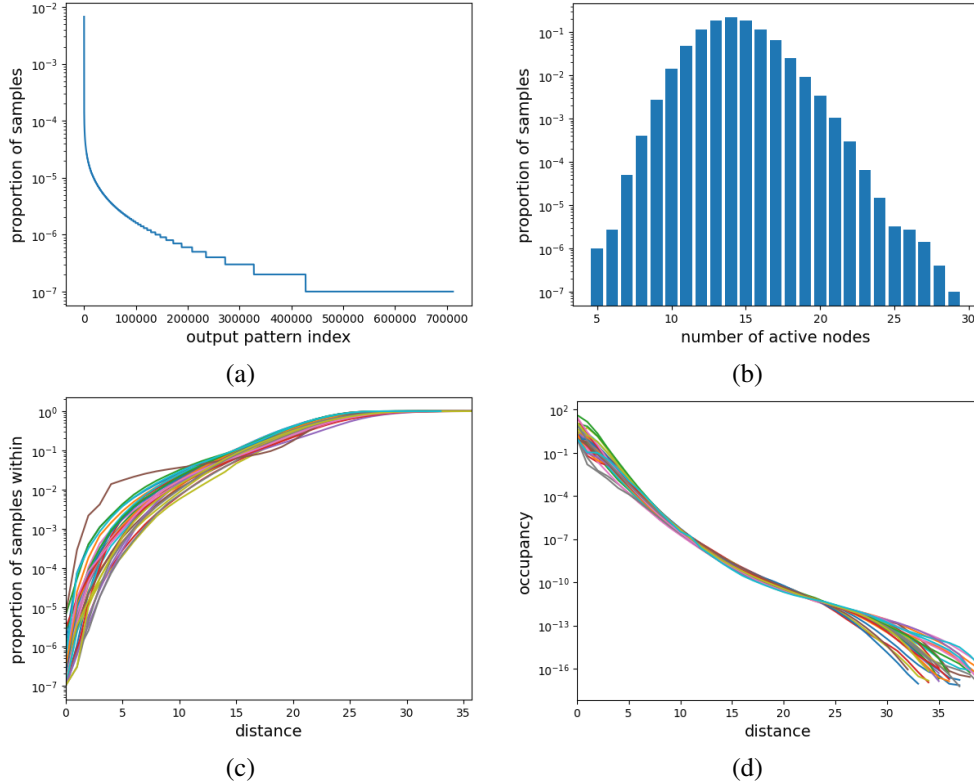 10⁻²
10⁻³
10⁻⁴
10⁻⁵
10⁻⁶
10⁻⁷
proportion of samples
0 100000 200000 300000 400000 500000 600000 700000
output pattern index
(a)
10⁻¹
10⁻²
10⁻³
10⁻⁴
10⁻⁵
10⁻⁶
10⁻⁷
proportion of samples
5 10 15 20 25 30
number of active nodes
(b)
10⁰
10⁻¹
10⁻²
10⁻³
10⁻⁴
10⁻⁵
10⁻⁶
10⁻⁷
proportion of samples within
0 5 10 15 20 25 30 35
distance
(c)
10²
10⁻¹
10⁻⁴
10⁻⁷
10⁻¹⁰
10⁻¹³
10⁻¹⁶
occupancy
0 5 10 15 20 25 30 35
distance
(d)